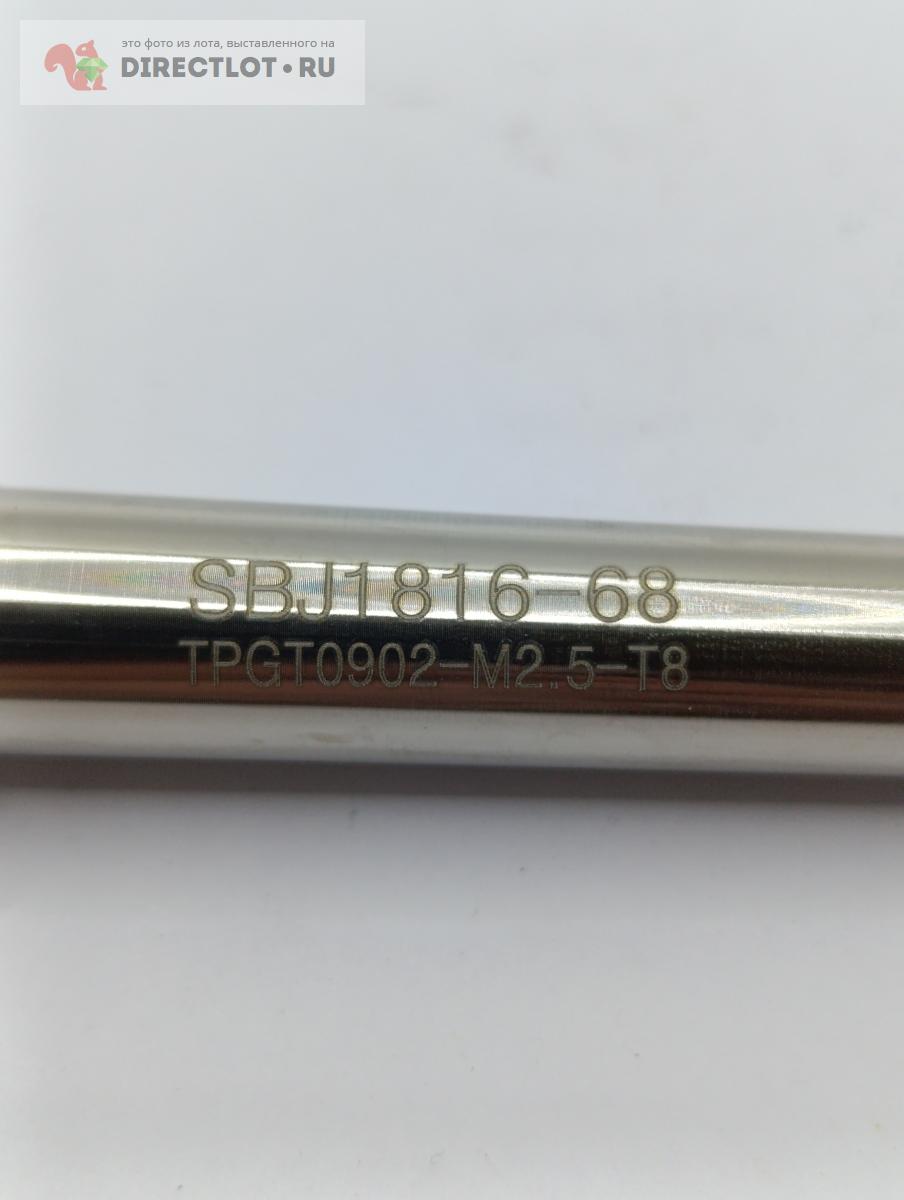 это фото из лота, выставленного на
DIRECTLOT•RU
SBJ1816-68
TPGT0902-M2.5-T8